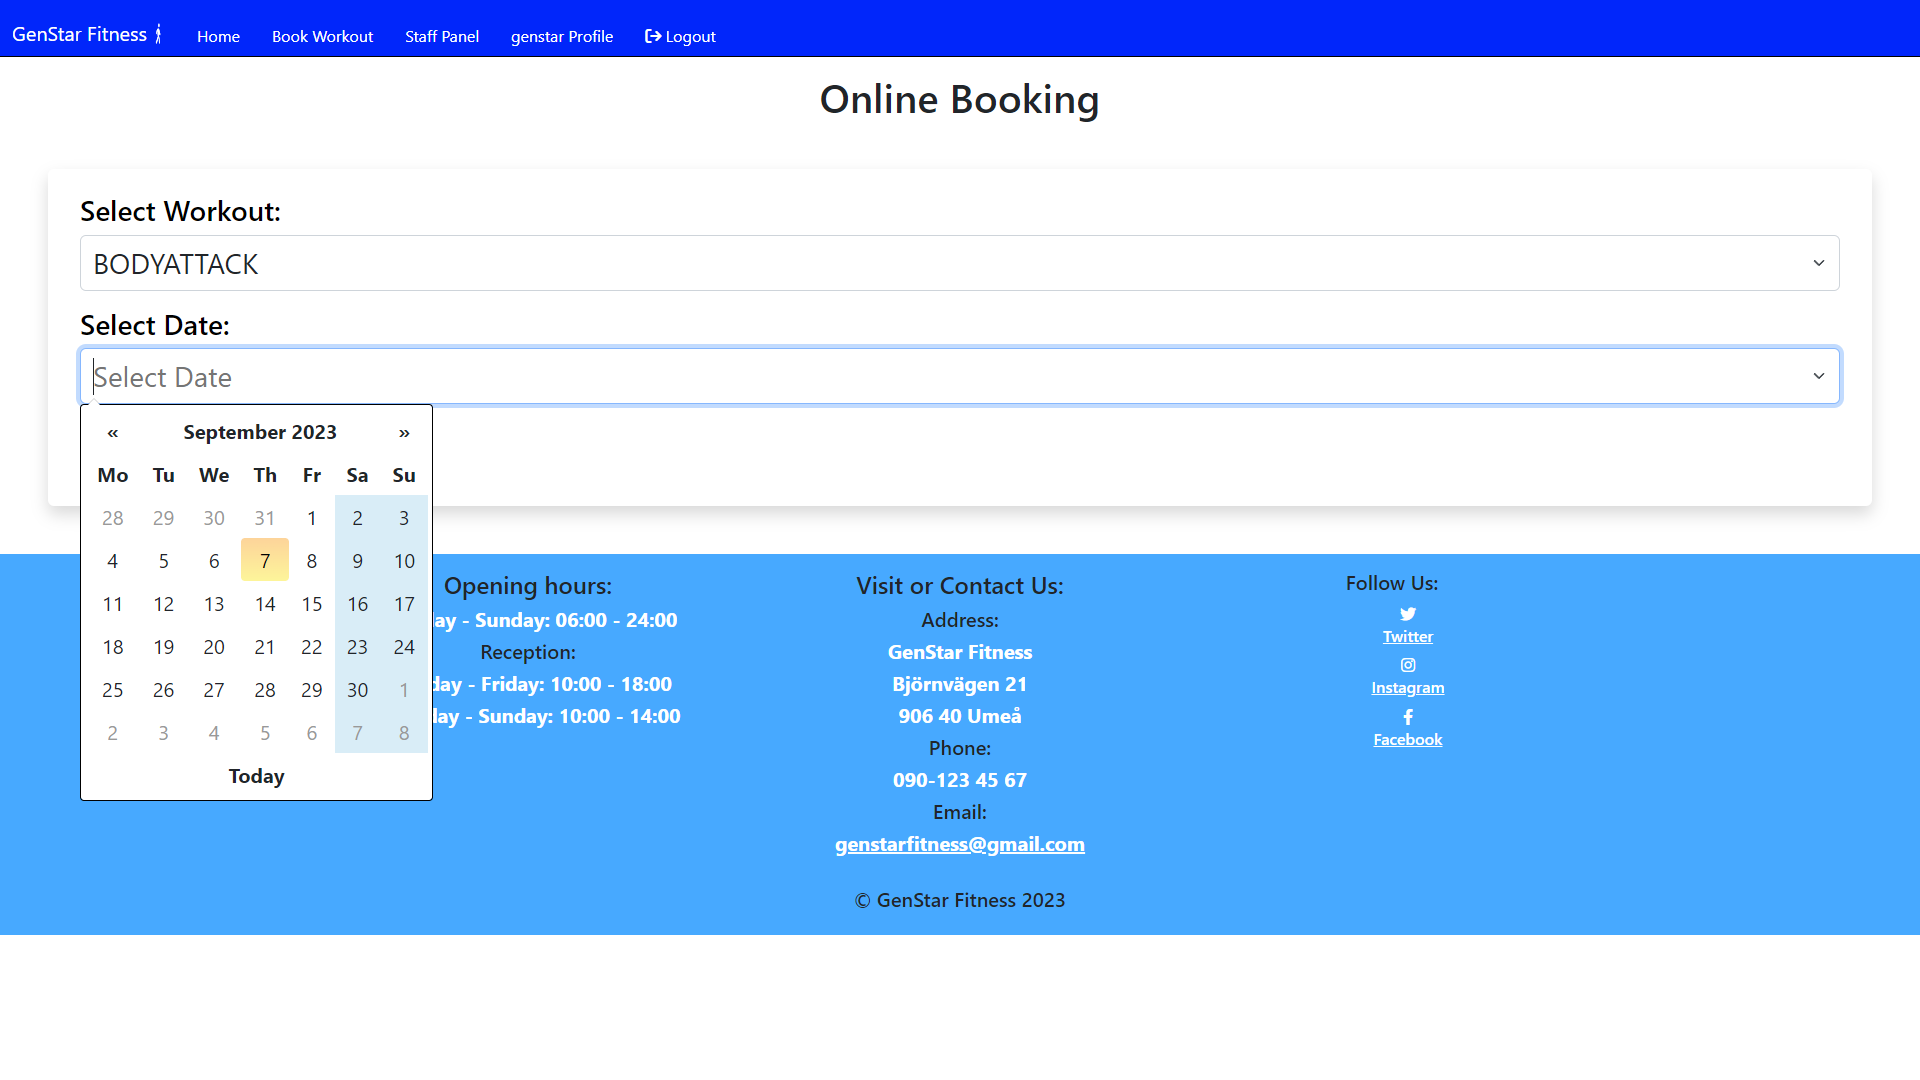 GenStar Fitness
Home
Book Workout
Staff Panel
genstar Profile
Logout
Online Booking
Select Workout:
BODYATTACK
Select Date:
Select Date
« September 2023 »
Mo Tu We Th Fr Sa Su
28 29 30 31 1 2 3
4 5 6 7 8 9 10
11 12 13 14 15 16 17
18 19 20 21 22 23 24
25 26 27 28 29 30 1
2 3 4 5 6 7 8
Today
Opening hours:
ay - Sunday: 06:00 - 24:00
Reception:
day - Friday: 10:00 - 18:00
day - Sunday: 10:00 - 14:00
Visit or Contact Us:
Address:
GenStar Fitness
Björnvägen 21
906 40 Umeå
Phone:
090-123 45 67
Email:
genstarfitness@gmail.com
Follow Us:
Twitter
Instagram
Facebook
© GenStar Fitness 2023